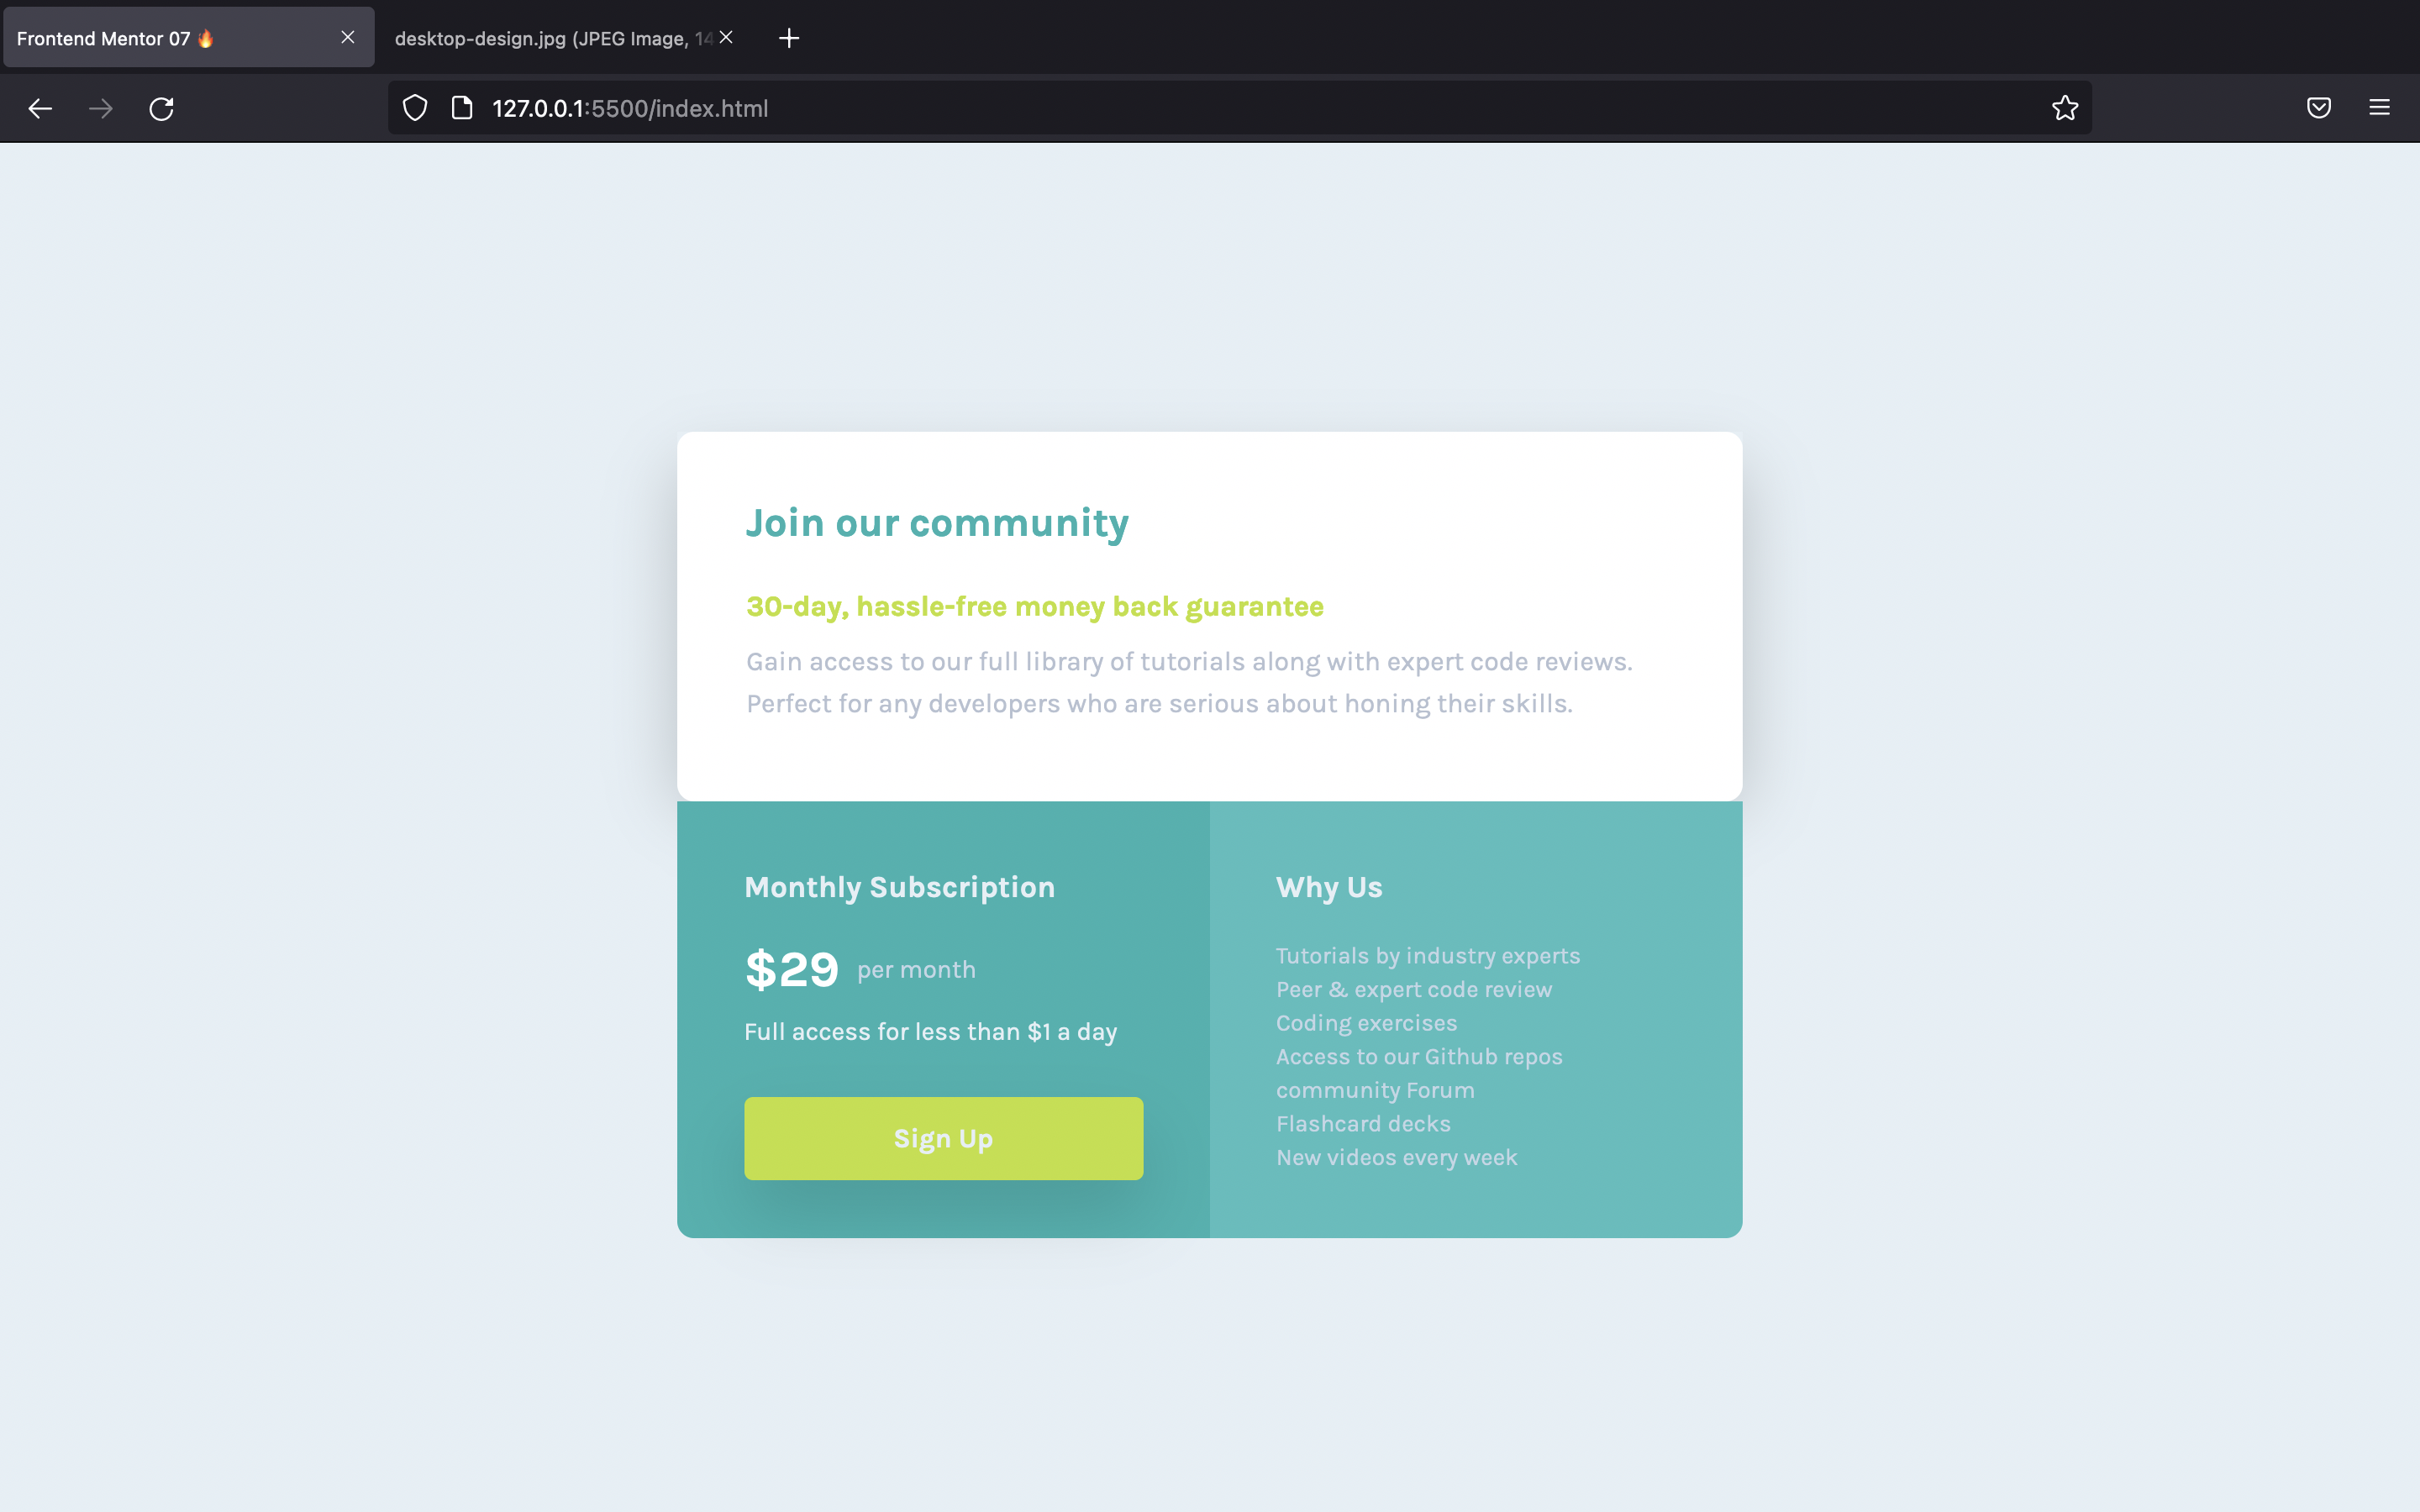 Frontend Mentor 07 🔥
desktop-design.jpg (JPEG Image, 14
127.0.0.1:5500/index.html
Join our community
30-day, hassle-free money back guarantee
Gain access to our full library of tutorials along with expert code reviews.
Perfect for any developers who are serious about honing their skills.
Monthly Subscription
$29 per month
Full access for less than $1 a day
Sign Up
Why Us
Tutorials by industry experts
Peer & expert code review
Coding exercises
Access to our Github repos
community Forum
Flashcard decks
New videos every week